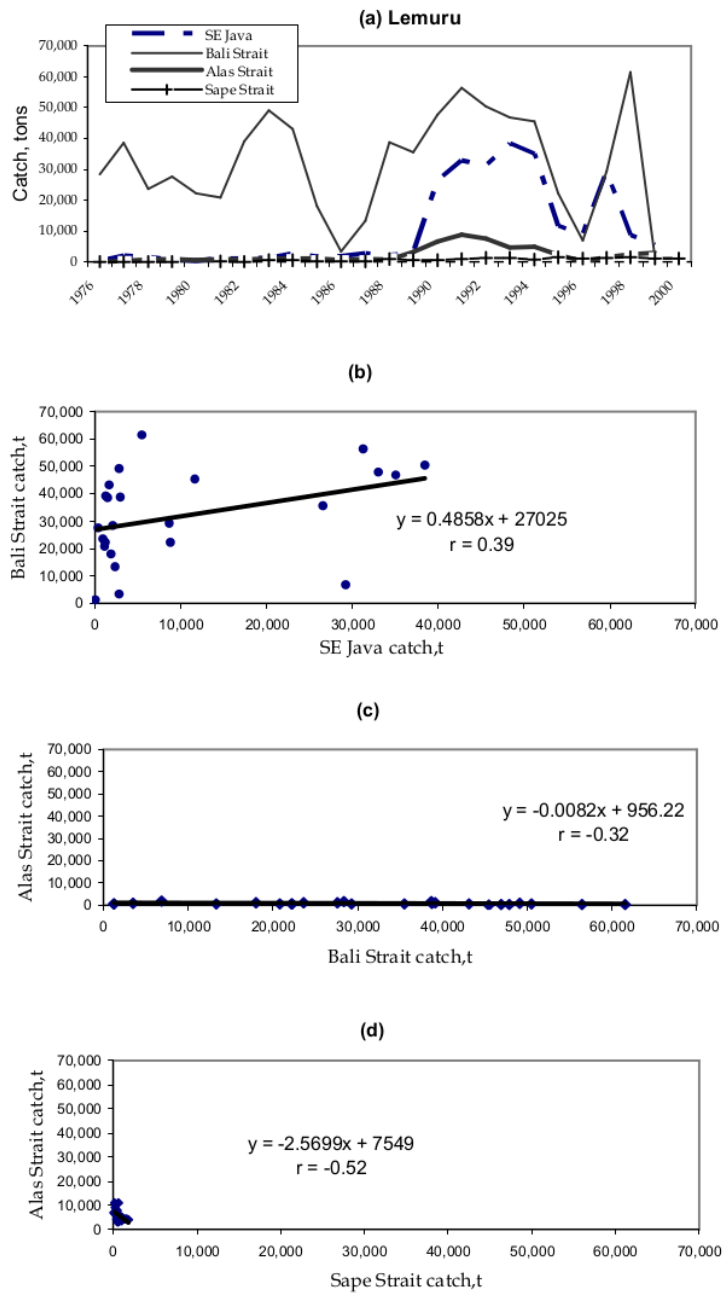 (a) Lemuru
SE Java
Bali Strait
Alas Strait
Sape Strait
Catch, tons
70,000
60,000
50,000
40,000
30,000
20,000
10,000
0
1976
1978
1980
1982
1984
1986
1988
1990
1992
1994
1996
1998
2000
(b)
Bali Strait catch,t
70,000
60,000
50,000
40,000
30,000
20,000
10,000
0
y = 0.4858x + 27025
r = 0.39
0 10,000 20,000 30,000 40,000 50,000 60,000 70,000
SE Java catch,t
(c)
Alas Strait catch,t
70,000
60,000
50,000
40,000
30,000
20,000
10,000
0
y = -0.0082x + 956.22
r = -0.32
0 10,000 20,000 30,000 40,000 50,000 60,000 70,000
Bali Strait catch,t
(d)
Alas Strait catch,t
70,000
60,000
50,000
40,000
30,000
20,000
10,000
0
y = -2.5699x + 7549
r = -0.52
0 10,000 20,000 30,000 40,000 50,000 60,000 70,000
Sape Strait catch,t